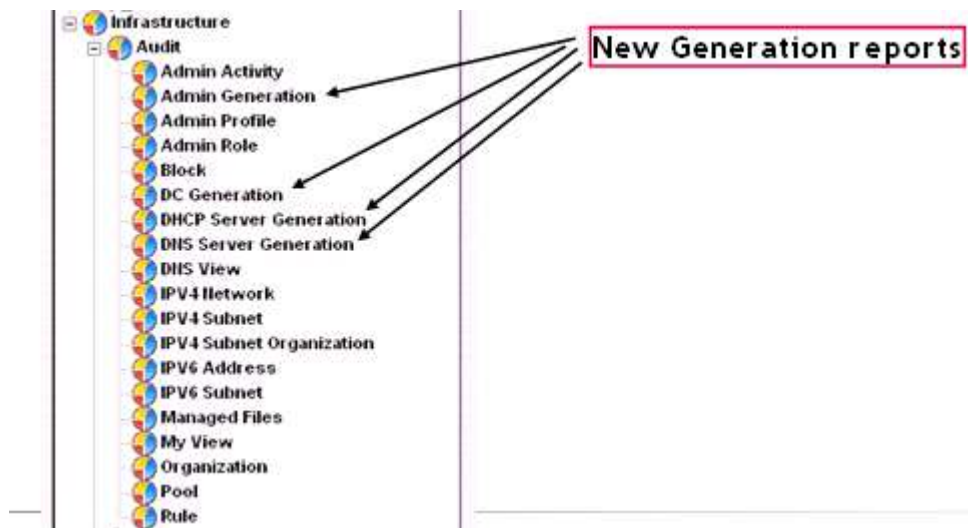 Infrastructure
Audit
New Generation reports
Admin Activity
Admin Generation
Admin Profile
Admin Role
Block
DC Generation
DHCP Server Generation
DNS Server Generation
DNS View
IPV4 Network
IPV4 Subnet
IPV4 Subnet Organization
IPV6 Address
IPV6 Subnet
Managed Files
My View
Organization
Pool
Rule